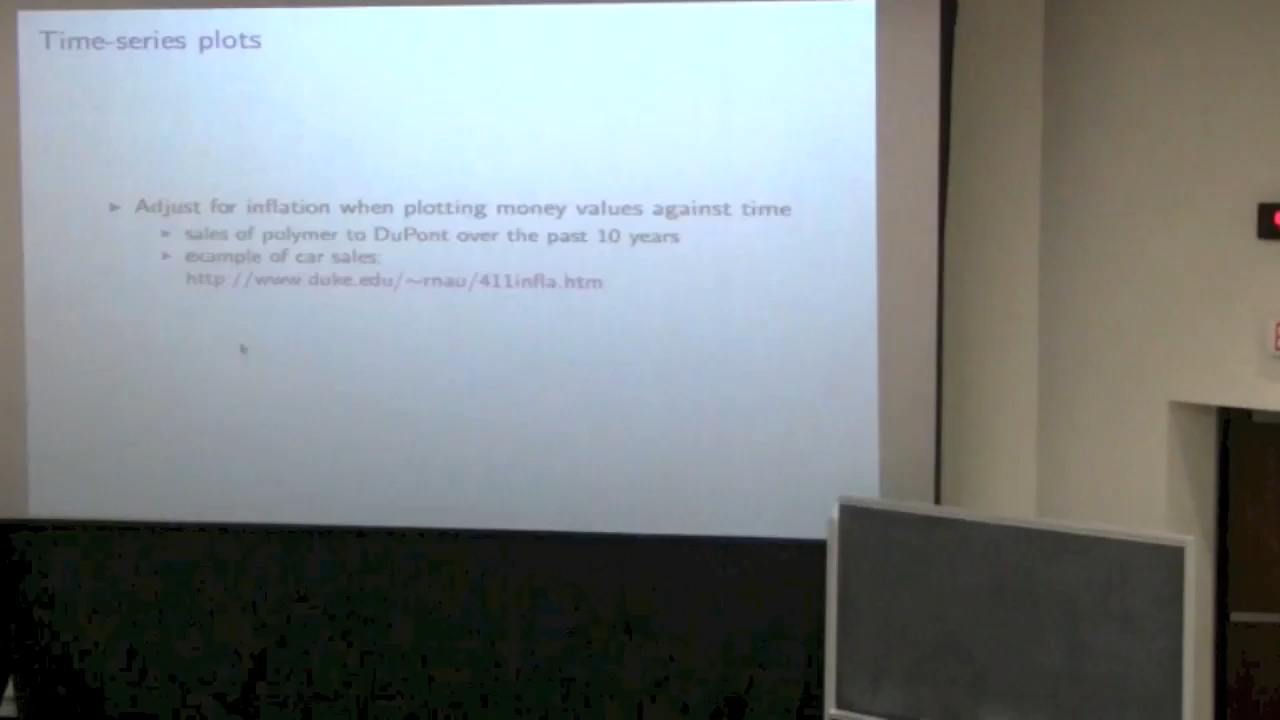 Time-series plots
Adjust for inflation when plotting money values against time
sales of polymer to DuPont over the past 10 years
example of car sales:
http://www.duke.edu/~rnau/411infla.htm